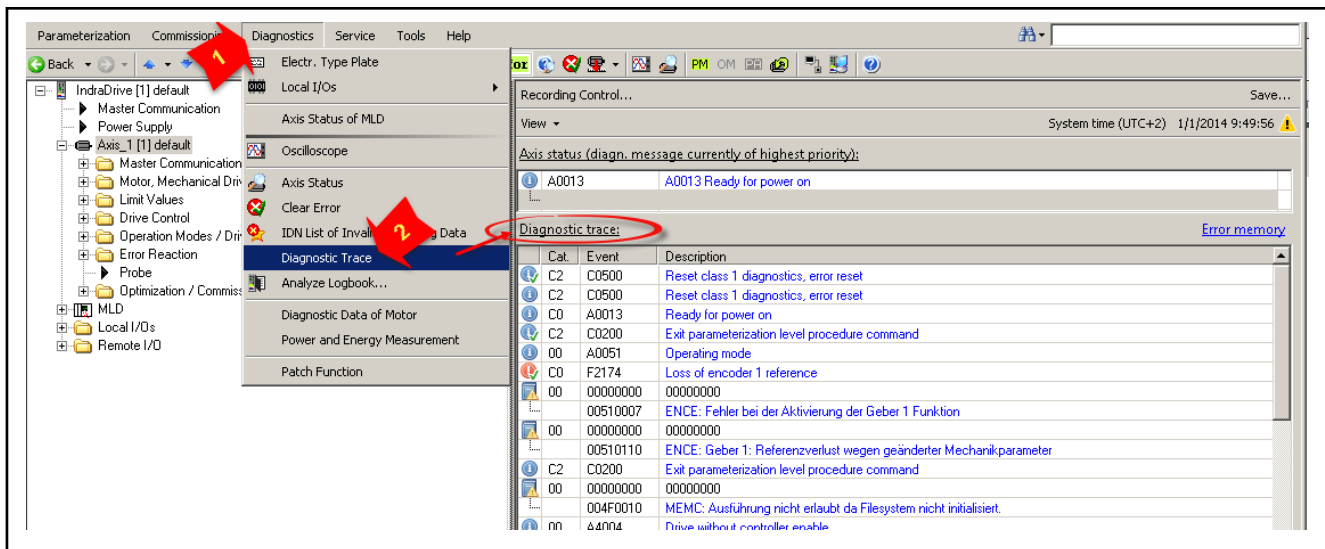 Parameterization Diagnostics Service Tools Help
1
Back
Electr. Type Plate
Local I/Os
Axis Status of MLD
Oscilloscope
Axis Status
Clear Error
IDN List of Data
2
Diagnostic Trace
Analyze Logbook...
Diagnostic Data of Motor
Power and Energy Measurement
Patch Function
PM OM
IndraDrive [1] default
Master Communication
Power Supply
Axis_1 [1] default
Master Communication
Motor, Mechanical
Limit Values
Drive Control
Operation Modes /
Error Reaction
Probe
Optimization /
MLD
Local I/Os
Remote I/O
Recording Control... Save...
View System time (UTC+2) 1/1/2014 9:49:56
Axis status (diagn. message currently of highest priority):
A0013 A0013 Ready for power on
Diagnostic trace: Error memory
Cat. Event Description
C2 C0500 Reset class 1 diagnostics, error reset
C2 C0500 Reset class 1 diagnostics, error reset
C0 A0013 Ready for power on
C2 C0200 Exit parameterization level procedure command
00 A0051 Operating mode
C0 F2174 Loss of encoder 1 reference
00 00000000 00000000
00510007 ENCE: Fehler bei der Aktivierung der Geber 1 Funktion
00 00000000 00000000
00510110 ENCE: Geber 1: Referenzverlust wegen geänderter Mechanikparameter
C2 C0200 Exit parameterization level procedure command
00 00000000 00000000
004F0010 MEMC: Ausführung nicht erlaubt da Filesystem nicht initialisiert.
00 A4004 Drive without controller enable